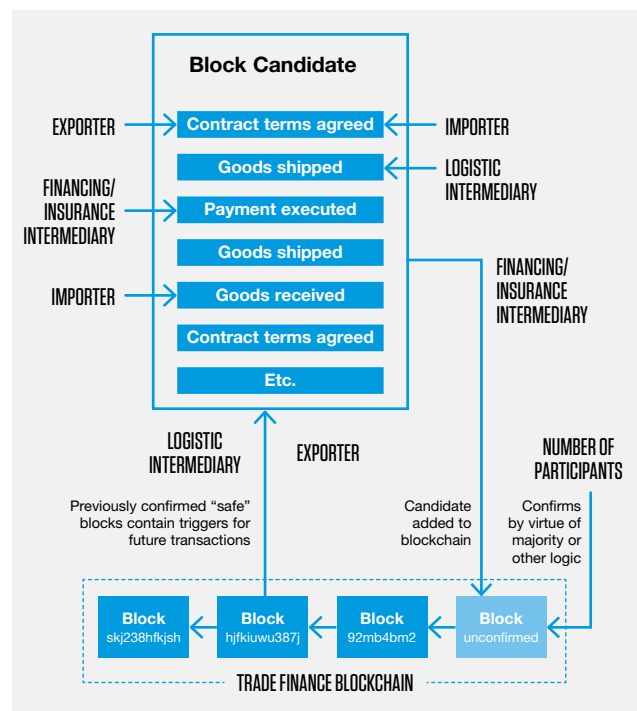 Block Candidate
EXPORTER
Contract terms agreed
IMPORTER
Goods shipped
LOGISTIC
INTERMEDIARY
FINANCING/
INSURANCE
INTERMEDIARY
Payment executed
Goods shipped
FINANCING/
INSURANCE
INTERMEDIARY
IMPORTER
Goods received
Contract terms agreed
Etc.
LOGISTIC
INTERMEDIARY
EXPORTER
NUMBER OF
PARTICIPANTS
Previously confirmed “safe”
blocks contain triggers for
future transactions
Candidate
added to
blockchain
Confirms
by virtue of
majority or
other logic
Block
skj238hfkjsh
Block
hjfkiuwu387j
Block
92mb4bm2
Block
unconfirmed
TRADE FINANCE BLOCKCHAIN